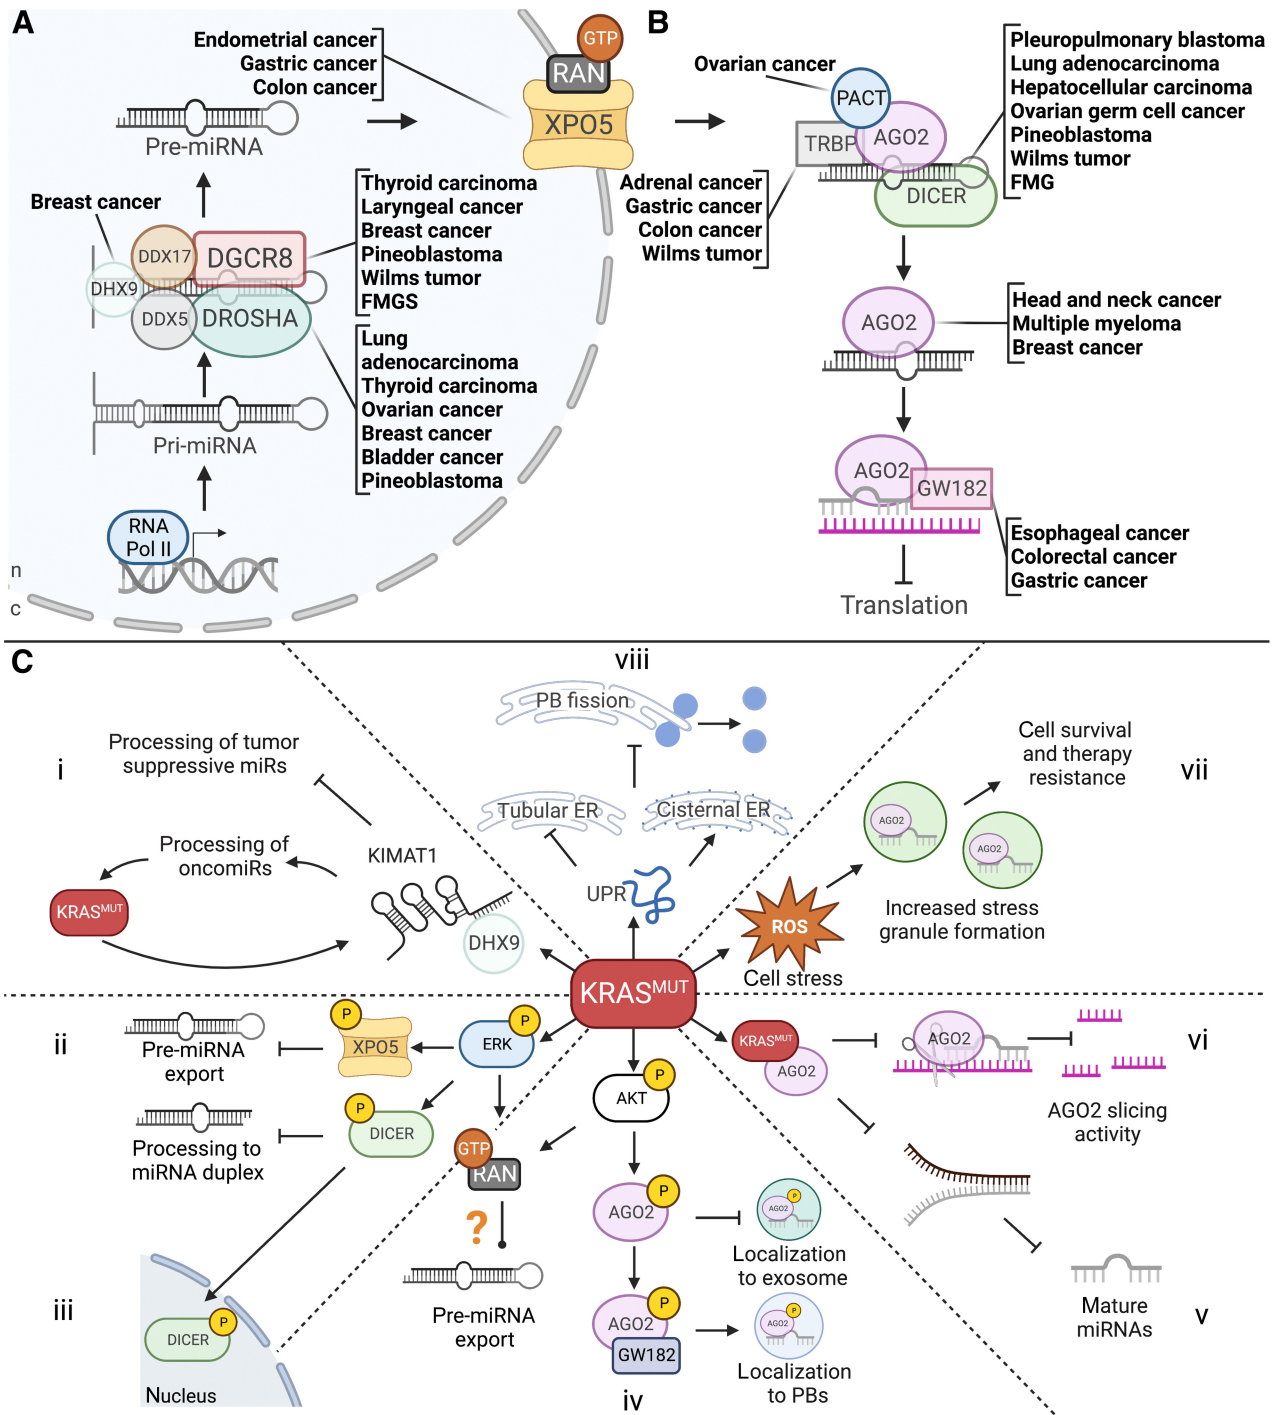 A
Endometrial cancer
Gastric cancer
Colon cancer
GTP
RAN
XPO5
Pre-miRNA
Breast cancer
DDX17
DGCR8
DHX9
DDX5
DROSHA
Thyroid carcinoma
Laryngeal cancer
Breast cancer
Pineoblastoma
Wilms tumor
FMGS
Lung
adenocarcinoma
Thyroid carcinoma
Ovarian cancer
Breast cancer
Bladder cancer
Pineoblastoma
Pri-miRNA
RNA
Pol II
n
c
B
Ovarian cancer
PACT
TRBP
AGO2
DICER
Pleuropulmonary blastoma
Lung adenocarcinoma
Hepatocellular carcinoma
Ovarian germ cell cancer
Pineoblastoma
Wilms tumor
FMG
Adrenal cancer
Gastric cancer
Colon cancer
Wilms tumor
AGO2
Head and neck cancer
Multiple myeloma
Breast cancer
AGO2
GW182
Esophageal cancer
Colorectal cancer
Gastric cancer
Translation
C
i
Processing of tumor
suppressive miRs
Processing of
oncomiRs
KIMAT1
KRASMUT
DHX9
viii
PB fission
Tubular ER
Cisternal ER
UPR
vii
Cell survival
and therapy
resistance
AGO2
AGO2
Increased stress
granule formation
ROS
Cell stress
KRASMUT
ii
Pre-miRNA
export
P
XPO5
P
ERK
Processing to
miRNA duplex
P
DICER
iii
DICER
P
Nucleus
GTP
RAN
?
Pre-miRNA
export
P
AKT
P
AGO2
P
AGO2
Localization
to exosome
P
AGO2
GW182
P
AGO2
Localization
to PBs
iv
KRASMUT
AGO2
AGO2
vi
AGO2 slicing
activity
Mature
miRNAs
v